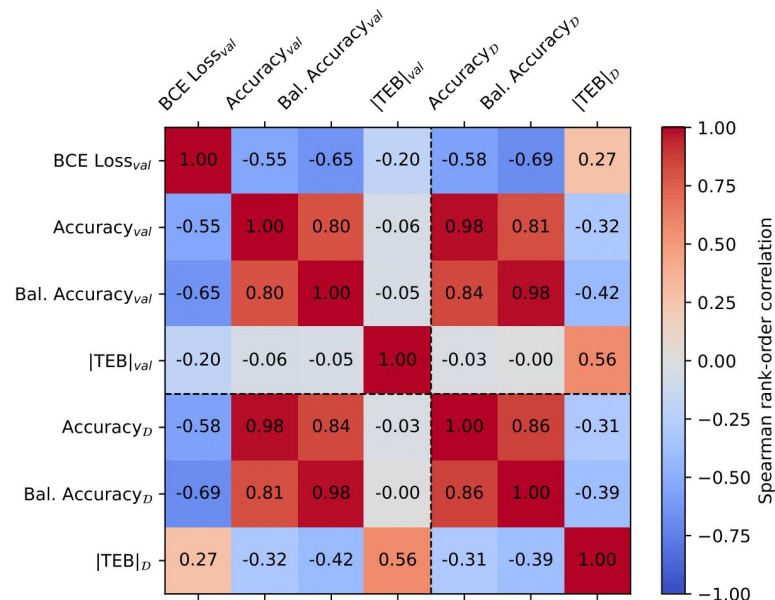 BCE Loss_val Accuracy_val Bal. Accuracy_val |TEB|_val Accuracy_𝒟 Bal. Accuracy_𝒟 |TEB|_𝒟
BCE Loss_val 1.00 -0.55 -0.65 -0.20 -0.58 -0.69 0.27
Accuracy_val -0.55 1.00 0.80 -0.06 0.98 0.81 -0.32
Bal. Accuracy_val -0.65 0.80 1.00 -0.05 0.84 0.98 -0.42
|TEB|_val -0.20 -0.06 -0.05 1.00 -0.03 -0.00 0.56
Accuracy_𝒟 -0.58 0.98 0.84 -0.03 1.00 0.86 -0.31
Bal. Accuracy_𝒟 -0.69 0.81 0.98 -0.00 0.86 1.00 -0.39
|TEB|_𝒟 0.27 -0.32 -0.42 0.56 -0.31 -0.39 1.00
1.00
0.75
0.50
0.25
0.00
−0.25
−0.50
−0.75
−1.00
Spearman rank-order correlation